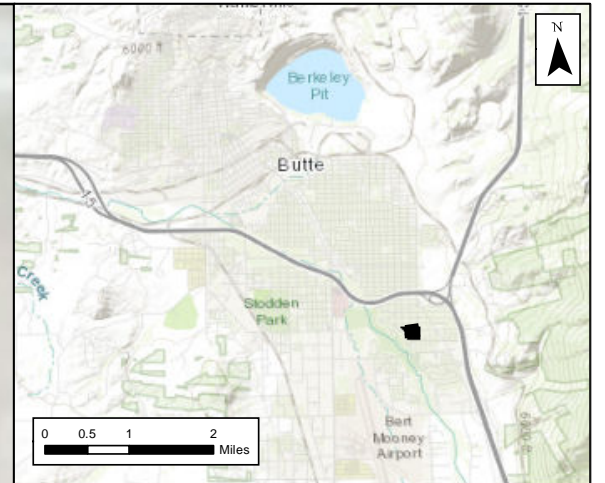 N
6000 ft
Berkeley
Pit
Butte
15
Creek
Stodden
Park
Bert
Mooney
Airport
0 0.5 1 2
Miles